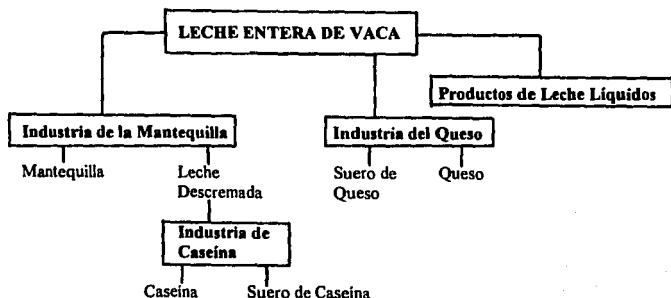 LECHE ENTERA DE VACA
Productos de Leche Líquidos
Industria de la Mantequilla
Industria del Queso
Mantequilla
Leche
Descremada
Suero de
Queso
Queso
Industria de
Caseína
Caseína
Suero de Caseína